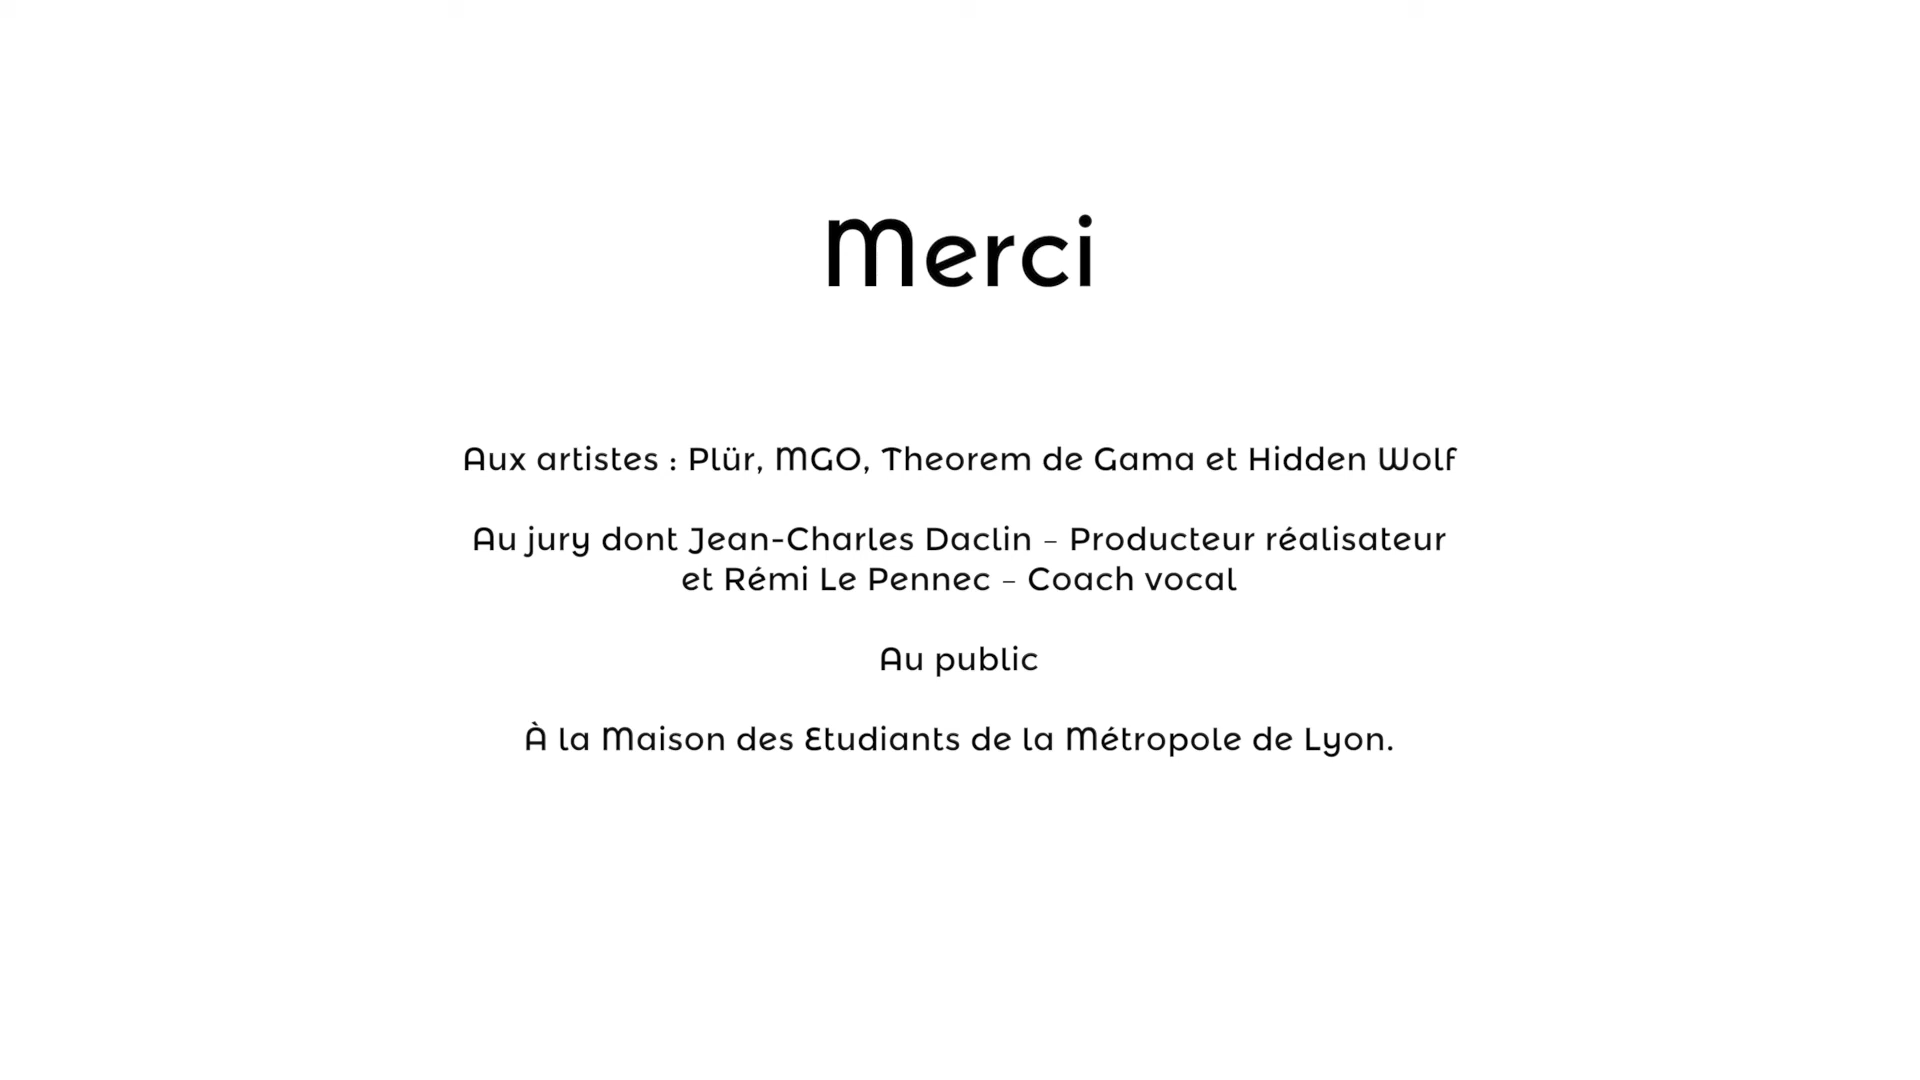 Merci
Aux artistes : Plür, MGO, Theorem de Gama et Hidden Wolf
Au jury dont Jean-Charles Daclin – Producteur réalisateur
et Rémi Le Pennec – Coach vocal
Au public
À la Maison des Etudiants de la Métropole de Lyon.